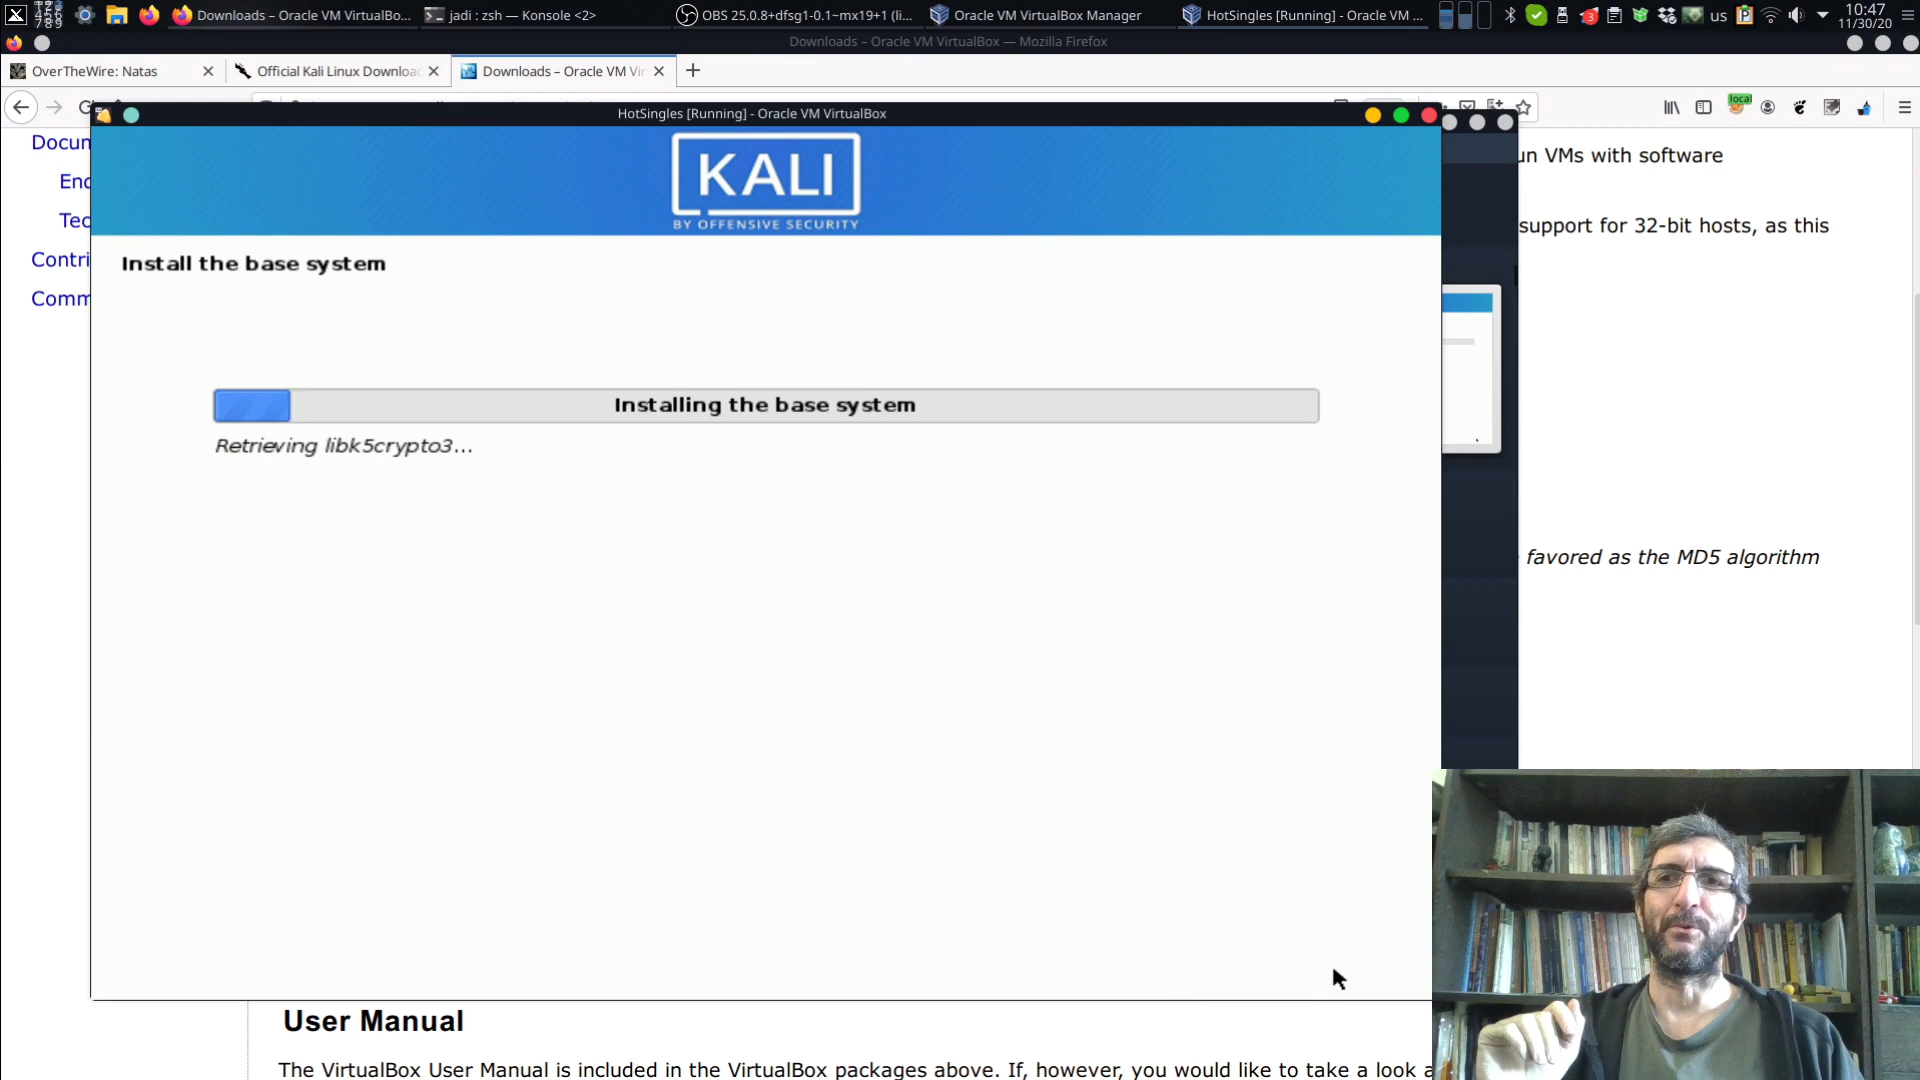 Downloads – Oracle VM VirtualBo...
jadi : zsh — Konsole <2>
OBS 25.0.8+dfsg1-0.1~mx19+1 (li...
Oracle VM VirtualBox Manager
HotSingles [Running] - Oracle VM ...
us
10:47
11/30/20
Downloads – Oracle VM VirtualBox — Mozilla Firefox
OverTheWire: Natas
Official Kali Linux Downloa
Downloads – Oracle VM Vir
local
HotSingles [Running] - Oracle VM VirtualBox
Docum
End
Tec
Contri
Comm
un VMs with software
support for 32-bit hosts, as this
KALI
BY OFFENSIVE SECURITY
Install the base system
Installing the base system
Retrieving libk5crypto3...
favored as the MD5 algorithm
User Manual
The VirtualBox User Manual is included in the VirtualBox packages above. If, however, you would like to take a look a